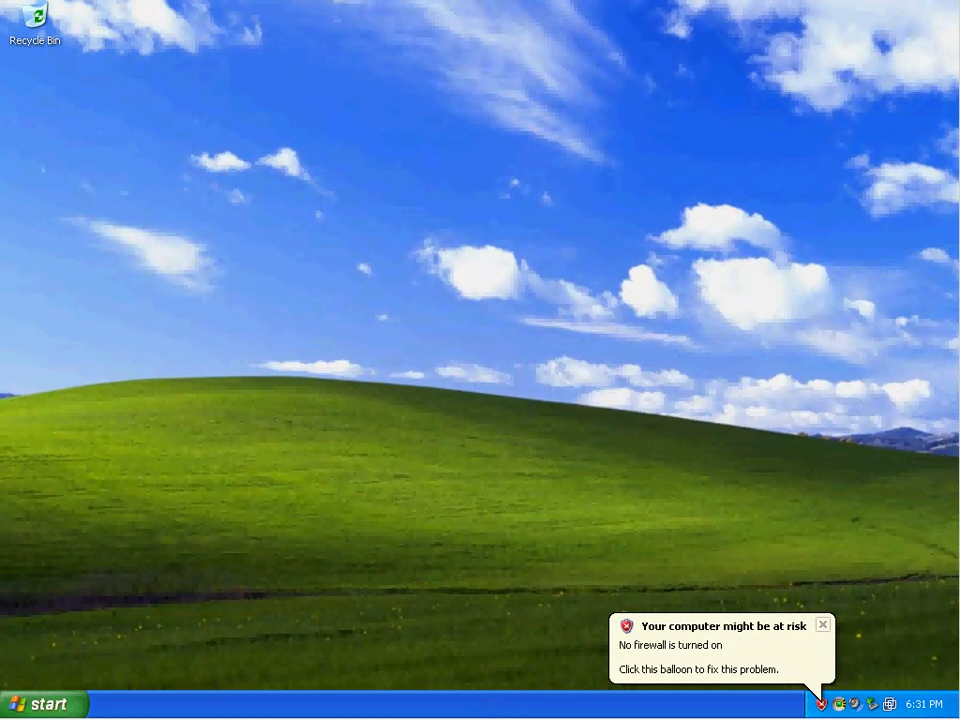 Recycle Bin
Your computer might be at risk
No firewall is turned on
Click this balloon to fix this problem.
start
6:31 PM